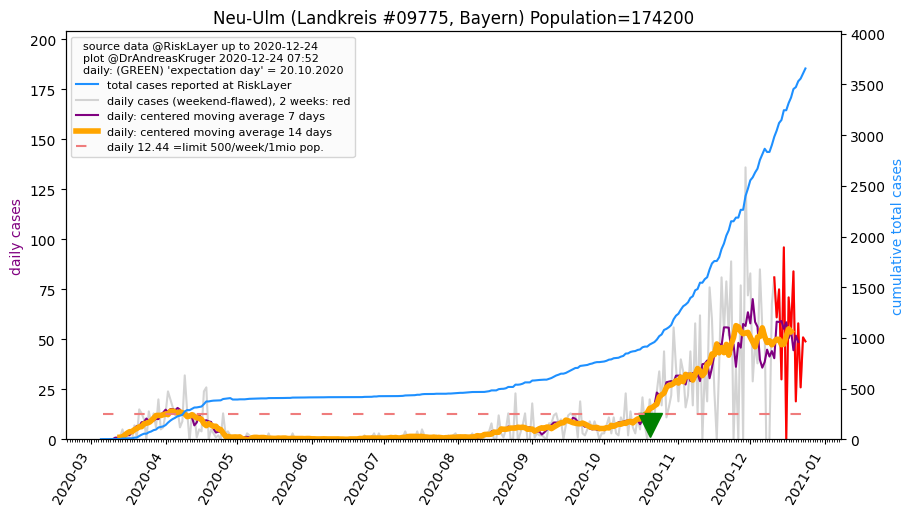 Neu-Ulm (Landkreis #09775, Bayern) Population=174200
source data @RiskLayer up to 2020-12-24
plot @DrAndreasKruger 2020-12-24 07:52
daily: (GREEN) 'expectation day' = 20.10.2020
total cases reported at RiskLayer
daily cases (weekend-flawed), 2 weeks: red
daily: centered moving average 7 days
daily: centered moving average 14 days
daily 12.44 =limit 500/week/1mio pop.
daily cases
200
175
150
125
100
75
50
25
0
4000
3500
3000
2500
2000
1500
1000
500
0
cumulative total cases
2020-03
2020-04
2020-05
2020-06
2020-07
2020-08
2020-09
2020-10
2020-11
2020-12
2021-01